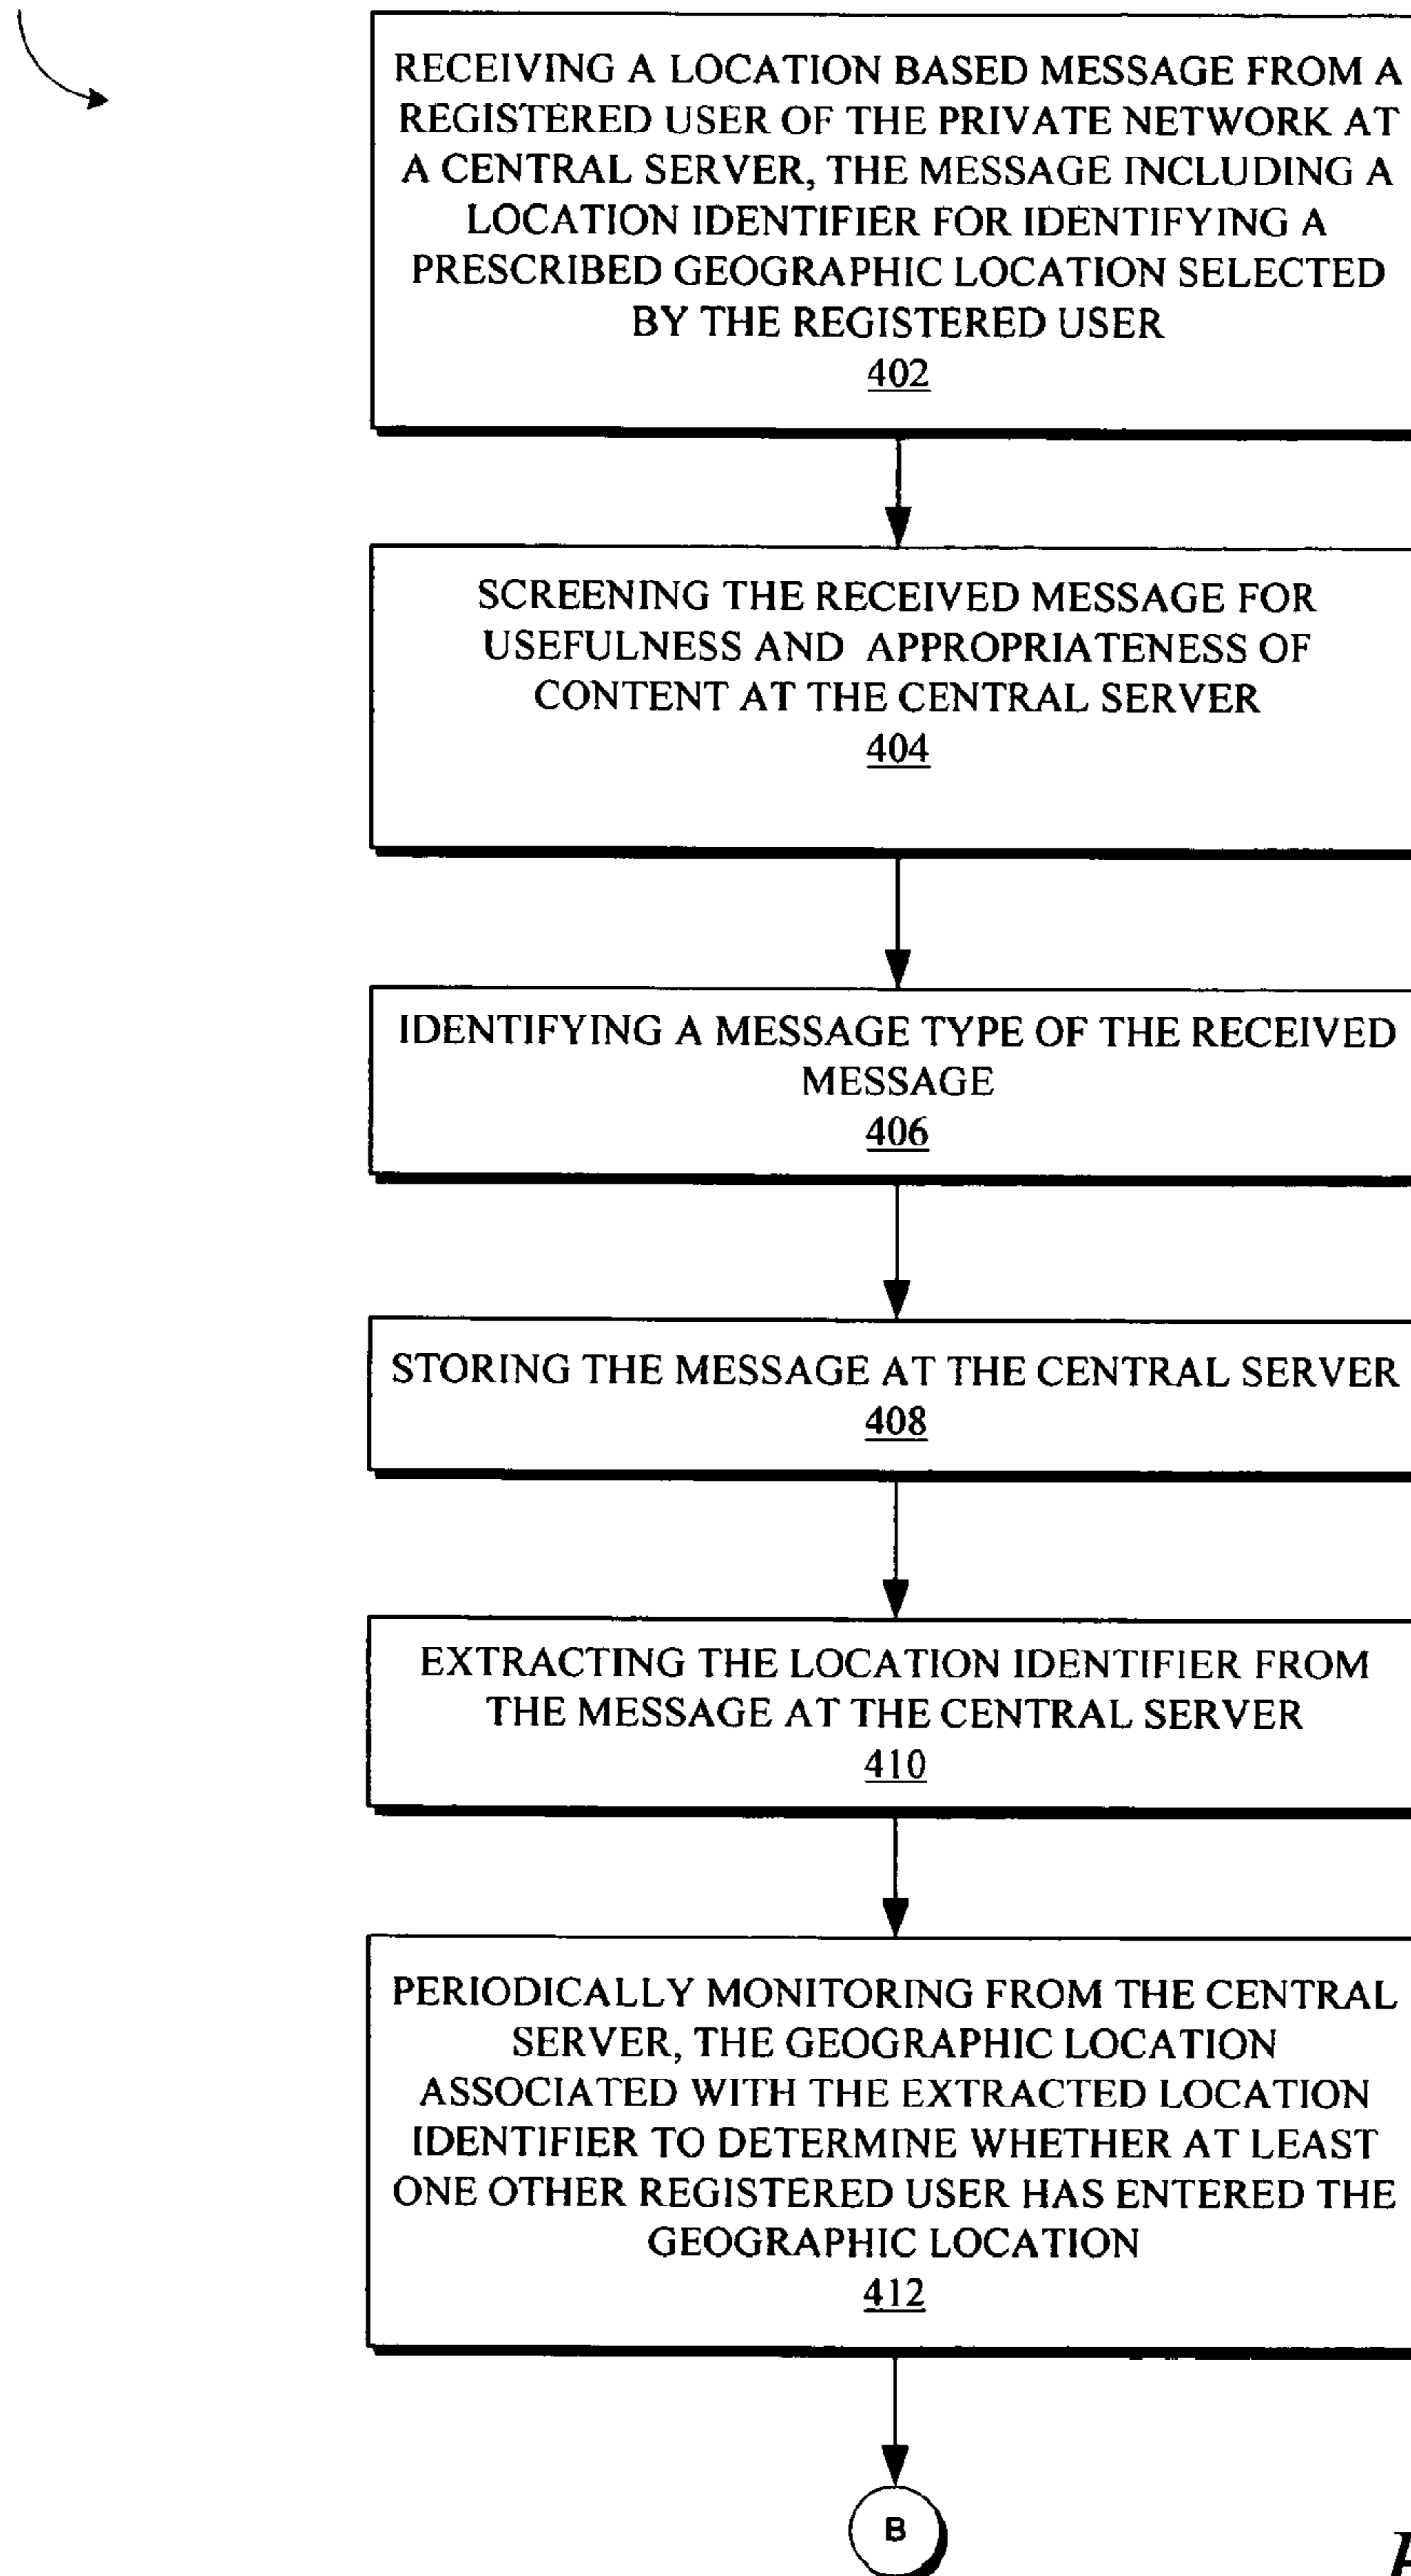 RECEIVING A LOCATION BASED MESSAGE FROM A
REGISTERED USER OF THE PRIVATE NETWORK AT
A CENTRAL SERVER, THE MESSAGE INCLUDING A
LOCATION IDENTIFIER FOR IDENTIFYING A
PRESCRIBED GEOGRAPHIC LOCATION SELECTED
BY THE REGISTERED USER
402
SCREENING THE RECEIVED MESSAGE FOR
USEFULNESS AND APPROPRIATENESS OF
CONTENT AT THE CENTRAL SERVER
404
IDENTIFYING A MESSAGE TYPE OF THE RECEIVED
MESSAGE
406
STORING THE MESSAGE AT THE CENTRAL SERVER
408
EXTRACTING THE LOCATION IDENTIFIER FROM
THE MESSAGE AT THE CENTRAL SERVER
410
PERIODICALLY MONITORING FROM THE CENTRAL
SERVER, THE GEOGRAPHIC LOCATION
ASSOCIATED WITH THE EXTRACTED LOCATION
IDENTIFIER TO DETERMINE WHETHER AT LEAST
ONE OTHER REGISTERED USER HAS ENTERED THE
GEOGRAPHIC LOCATION
412
B